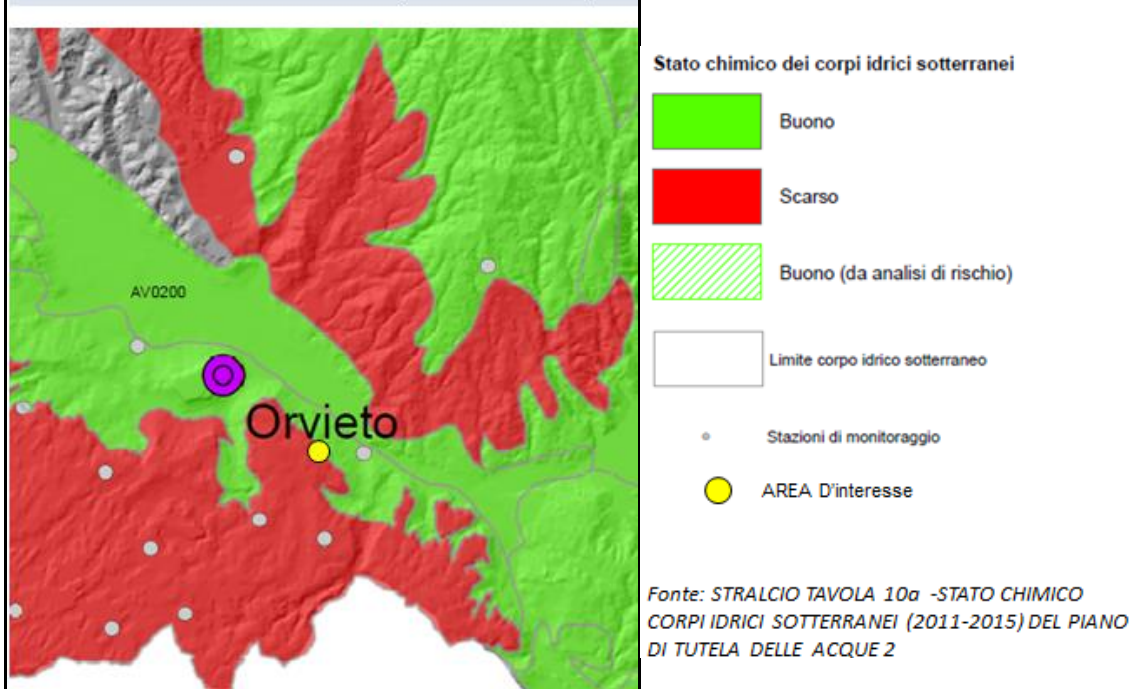 AV0200
Orvieto
Stato chimico dei corpi idrici sotterranei
Buono
Scarso
Buono (da analisi di rischio)
Limite corpo idrico sotterraneo
Stazioni di monitoraggio
AREA D'interesse
Fonte: STRALCIO TAVOLA 10a -STATO CHIMICO
CORPI IDRICI SOTTERRANEI (2011-2015) DEL PIANO
DI TUTELA DELLE ACQUE 2